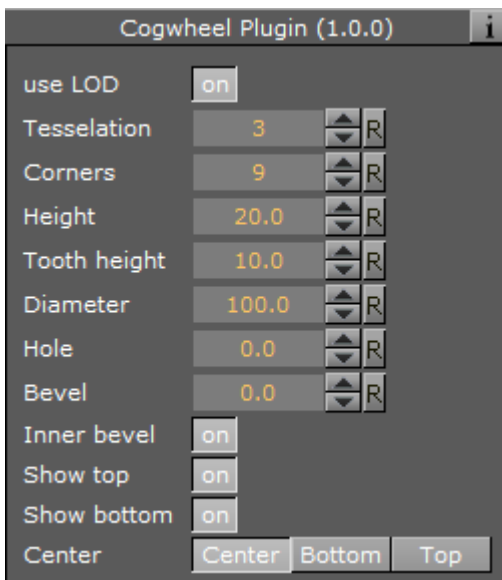 Cogwheel Plugin (1.0.0) i
use LOD on
Tesselation 3 R
Corners 9 R
Height 20.0 R
Tooth height 10.0 R
Diameter 100.0 R
Hole 0.0 R
Bevel 0.0 R
Inner bevel on
Show top on
Show bottom on
Center Center Bottom Top